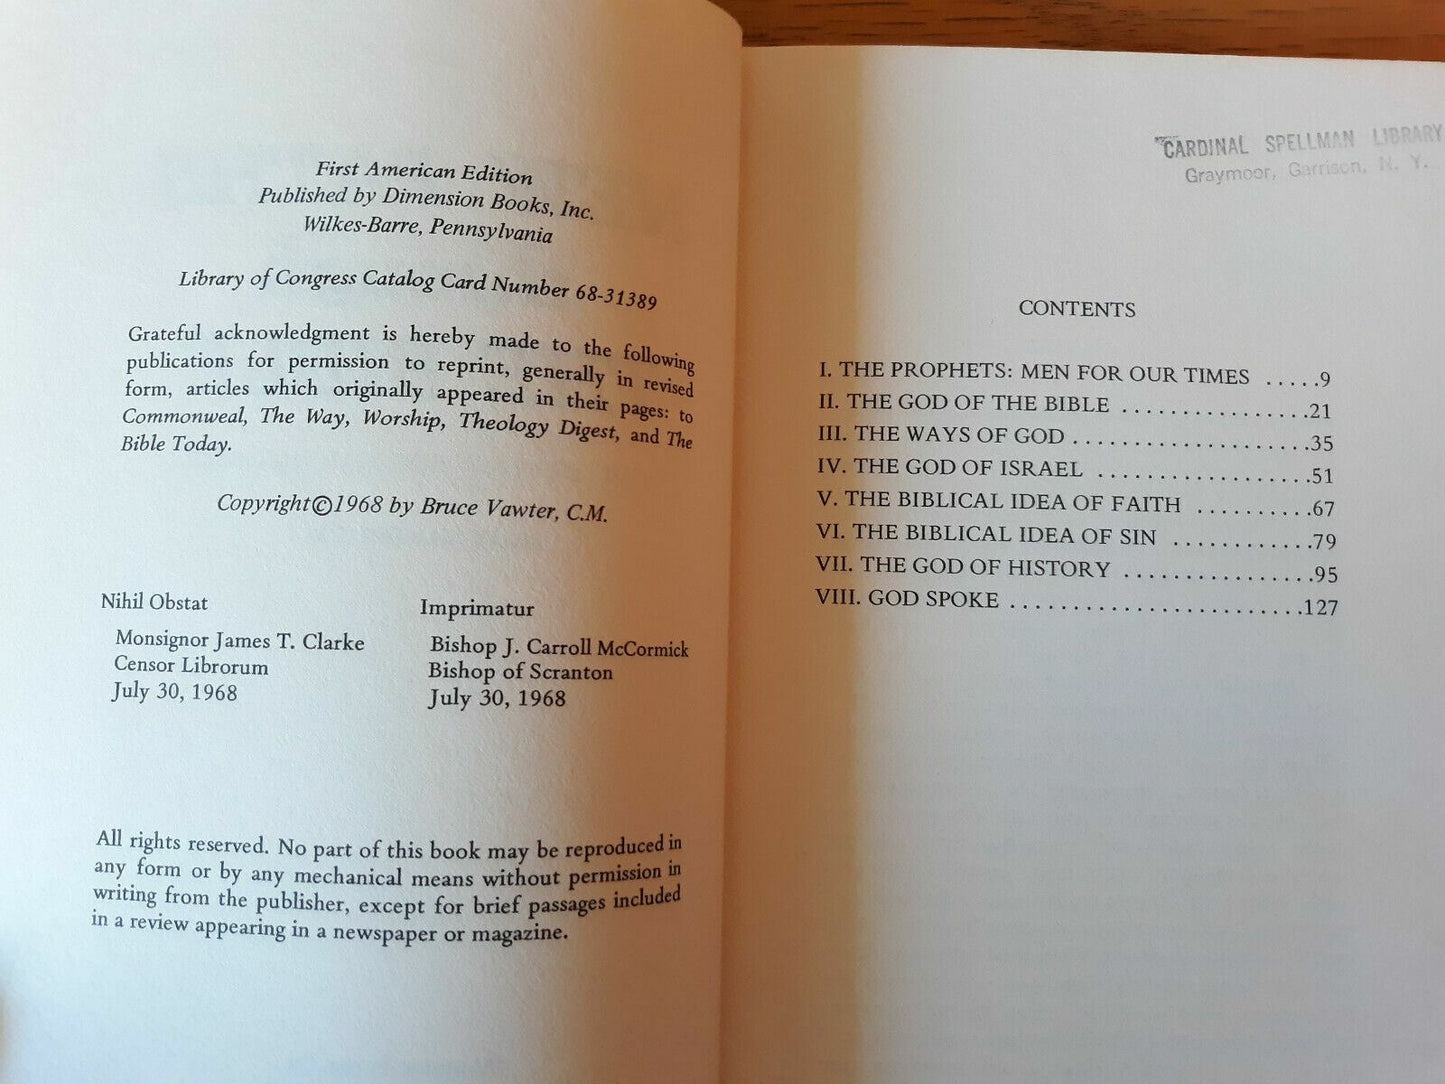 First American Edition
Published by Dimension Books, Inc.
Wilkes-Barre, Pennsylvania
Library of Congress Catalog Card Number 68-31389
Grateful acknowledgment is hereby made to the following
publications for permission to reprint, generally in revised
form, articles which originally appeared in their pages: to
Commonweal, The Way, Worship, Theology Digest, and The
Bible Today.
Copyright©1968 by Bruce Vawter, C.M.
Nihil Obstat
Monsignor James T. Clarke
Censor Librorum
July 30, 1968
Imprimatur
Bishop J. Carroll McCormick
Bishop of Scranton
July 30, 1968
All rights reserved. No part of this book may be reproduced in
any form or by any mechanical means without permission in
writing from the publisher, except for brief passages included
in a review appearing in a newspaper or magazine.
CARDINAL SPELLMAN LIBRARY
Graymoor, Garrison, N. Y.
CONTENTS
I. THE PROPHETS: MEN FOR OUR TIMES .....9
II. THE GOD OF THE BIBLE ...............21
III. THE WAYS OF GOD ...................35
IV. THE GOD OF ISRAEL .................51
V. THE BIBLICAL IDEA OF FAITH .........67
VI. THE BIBLICAL IDEA OF SIN ...........79
VII. THE GOD OF HISTORY ...............95
VIII. GOD SPOKE .......................127